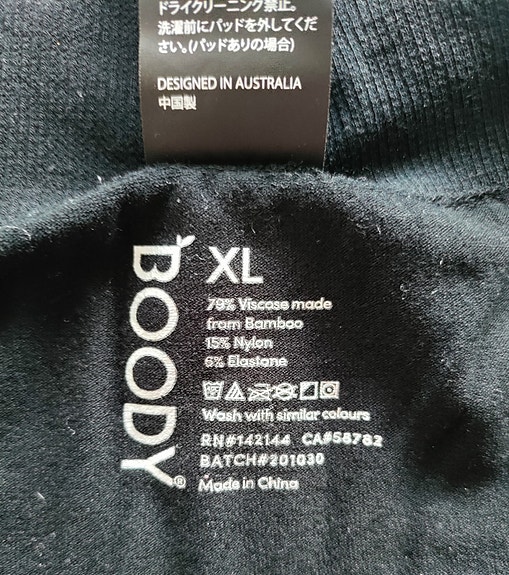 ドライクリーニング禁止。
洗濯前にパッドを外してくだ
さい。(パッドありの場合)
DESIGNED IN AUSTRALIA
中国製
BOODY®
XL
79% Viscose made
from Bamboo
15% Nylon
6% Elastane
Wash with similar colours
RN#142144 CA#58782
BATCH#201030
Made in China